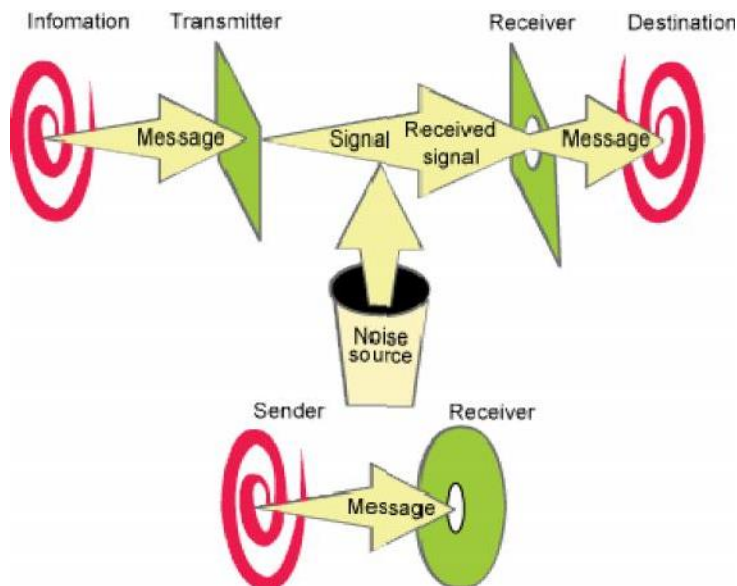 Infomation
Transmitter
Receiver
Destination
Message
Signal
Received
signal
Message
Noise
source
Sender
Receiver
Message